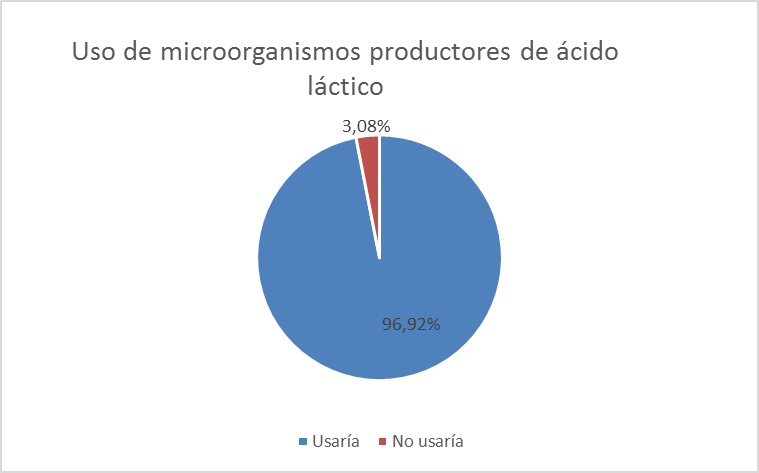 Uso de microorganismos productores de ácido
láctico
3,08%
96,92%
Usaría No usaría